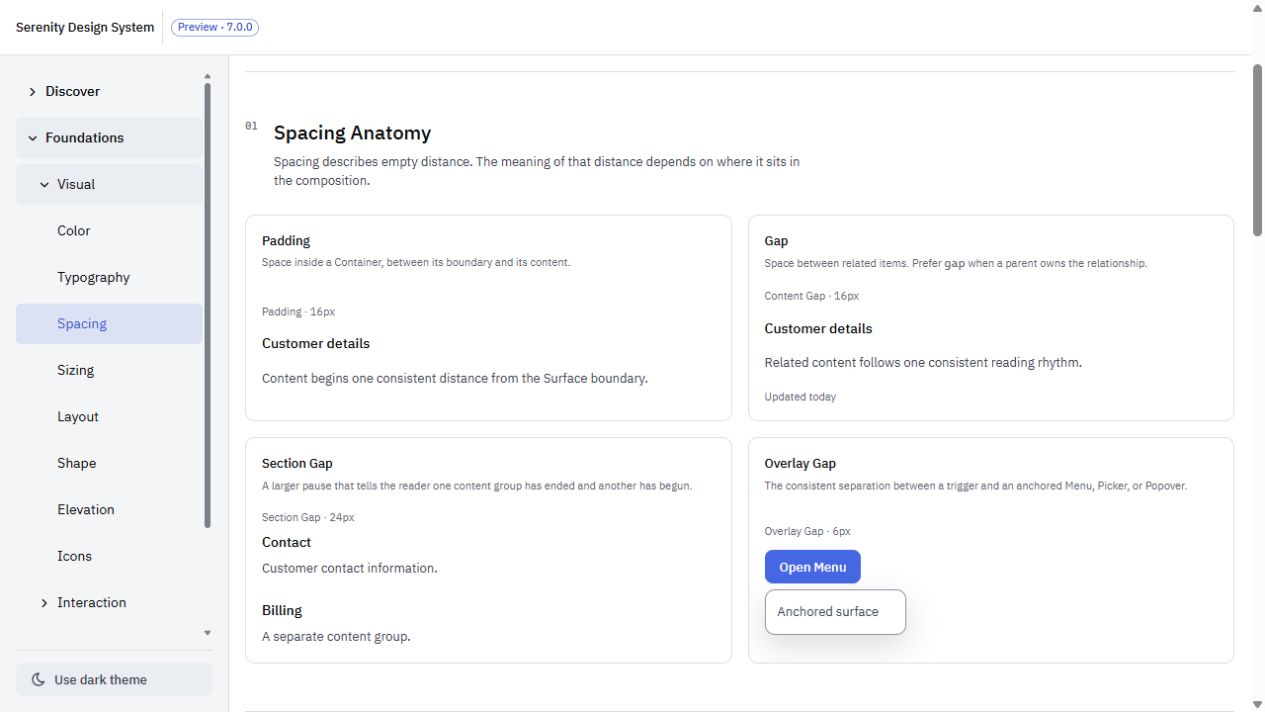 Serenity Design System
Preview · 7.0.0
Discover
Foundations
Visual
Color
Typography
Spacing
Sizing
Layout
Shape
Elevation
Icons
Interaction
Use dark theme
01
Spacing Anatomy
Spacing describes empty distance. The meaning of that distance depends on where it sits in
the composition.
Padding
Space inside a Container, between its boundary and its content.
Padding · 16px
Customer details
Content begins one consistent distance from the Surface boundary.
Gap
Space between related items. Prefer gap when a parent owns the relationship.
Content Gap · 16px
Customer details
Related content follows one consistent reading rhythm.
Updated today
Section Gap
A larger pause that tells the reader one content group has ended and another has begun.
Section Gap · 24px
Contact
Customer contact information.
Billing
A separate content group.
Overlay Gap
The consistent separation between a trigger and an anchored Menu, Picker, or Popover.
Overlay Gap · 6px
Open Menu
Anchored surface